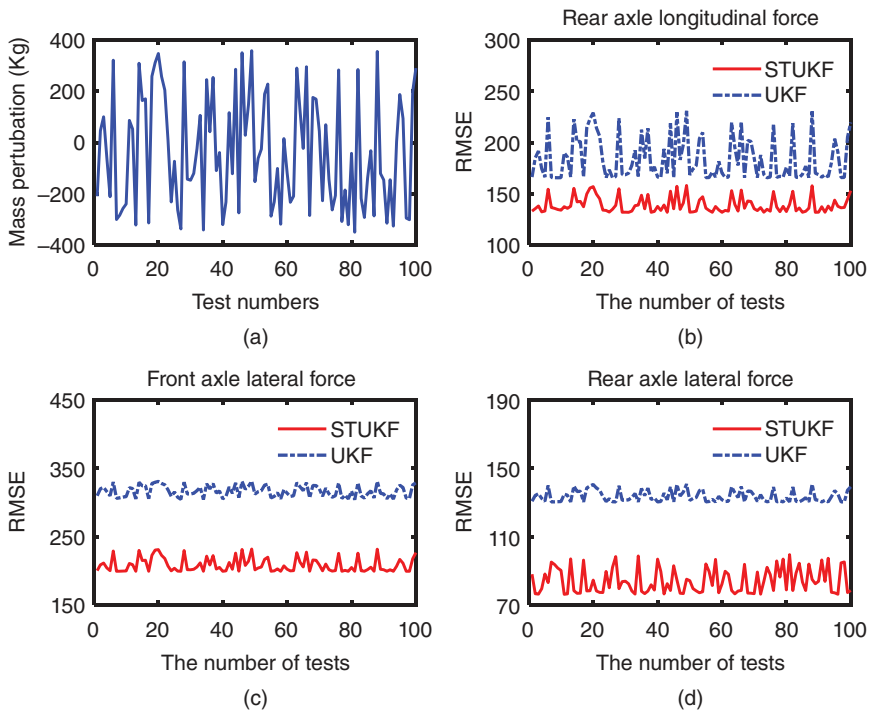 Mass pertubation (Kg)
400
200
0
−200
−400
0 20 40 60 80 100
Test numbers
(a)
Rear axle longitudinal force
RMSE
300
250
200
150
100
STUKF
UKF
0 20 40 60 80 100
The number of tests
(b)
Front axle lateral force
RMSE
450
350
250
150
STUKF
UKF
0 20 40 60 80 100
The number of tests
(c)
Rear axle lateral force
RMSE
190
150
110
70
STUKF
UKF
0 20 40 60 80 100
The number of tests
(d)